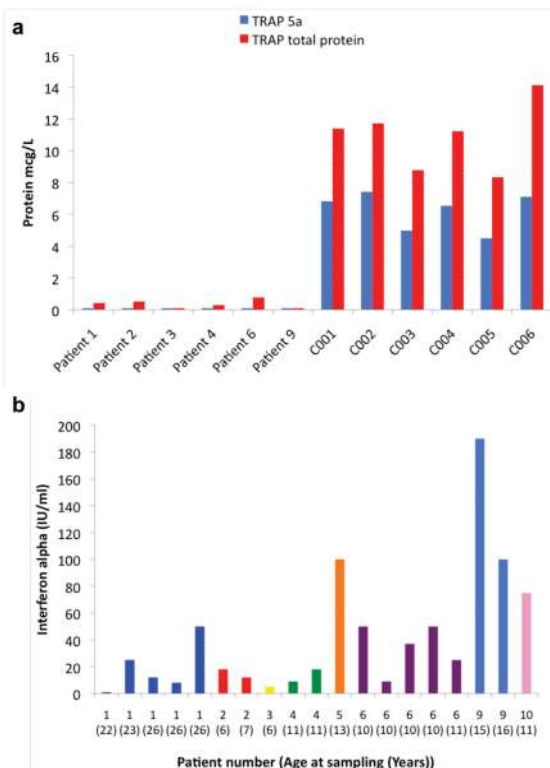 a
TRAP 5a
TRAP total protein
16
14
12
10
8
6
4
2
0
Protein mcg/L
Patient 1
Patient 2
Patient 3
Patient 4
Patient 6
Patient 9
C001
C002
C003
C004
C005
C006
b
200
180
160
140
120
100
80
60
40
20
0
Interferon alpha (IU/ml)
1 1 1 1 1 2 2 3 4 4 5 6 6 6 6 6 9 9 10
(22) (23) (26) (26) (26) (6) (7) (6) (11) (11) (13) (10) (10) (10) (10) (11) (15) (16) (11)
Patient number (Age at sampling (Years))